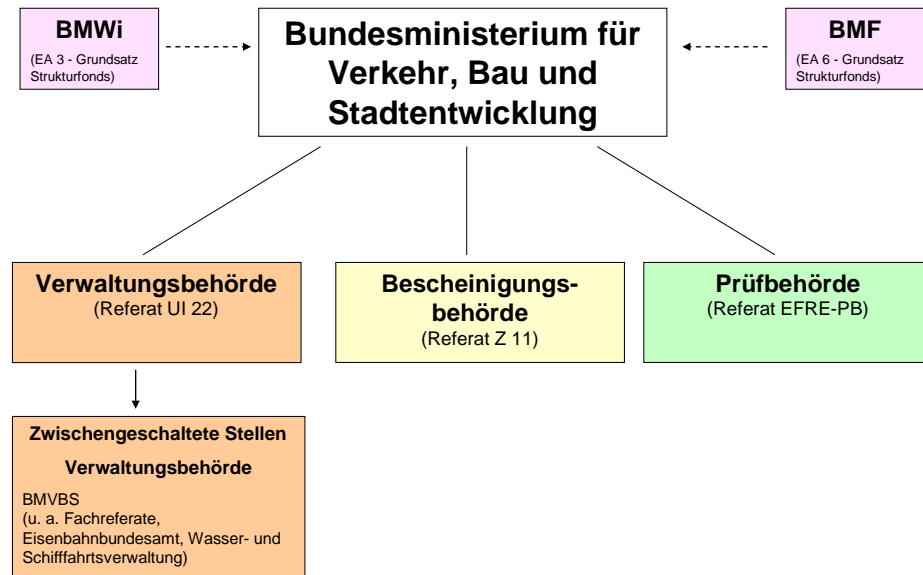 BMWi
(EA 3 - Grundsatz
Strukturfonds)
Bundesministerium für
Verkehr, Bau und
Stadtentwicklung
BMF
(EA 6 - Grundsatz
Strukturfonds)
Verwaltungsbehörde
(Referat UI 22)
Bescheinigungs-
behörde
(Referat Z 11)
Prüfbehörde
(Referat EFRE-PB)
Zwischengeschaltete Stellen
Verwaltungsbehörde
BMVBS
(u. a. Fachreferate,
Eisenbahnbundesamt, Wasser- und
Schifffahrtsverwaltung)